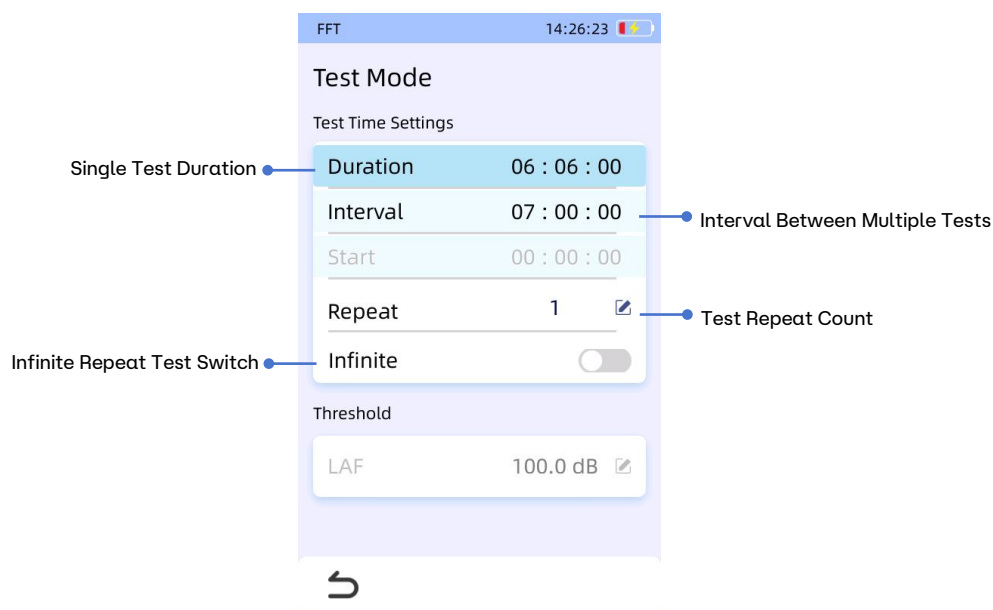 FFT 14:26:23
Test Mode
Test Time Settings
Single Test Duration
Duration 06 : 06 : 00
Interval 07 : 00 : 00
Interval Between Multiple Tests
Start 00 : 00 : 00
Repeat 1
Test Repeat Count
Infinite Repeat Test Switch
Infinite
Threshold
LAF 100.0 dB